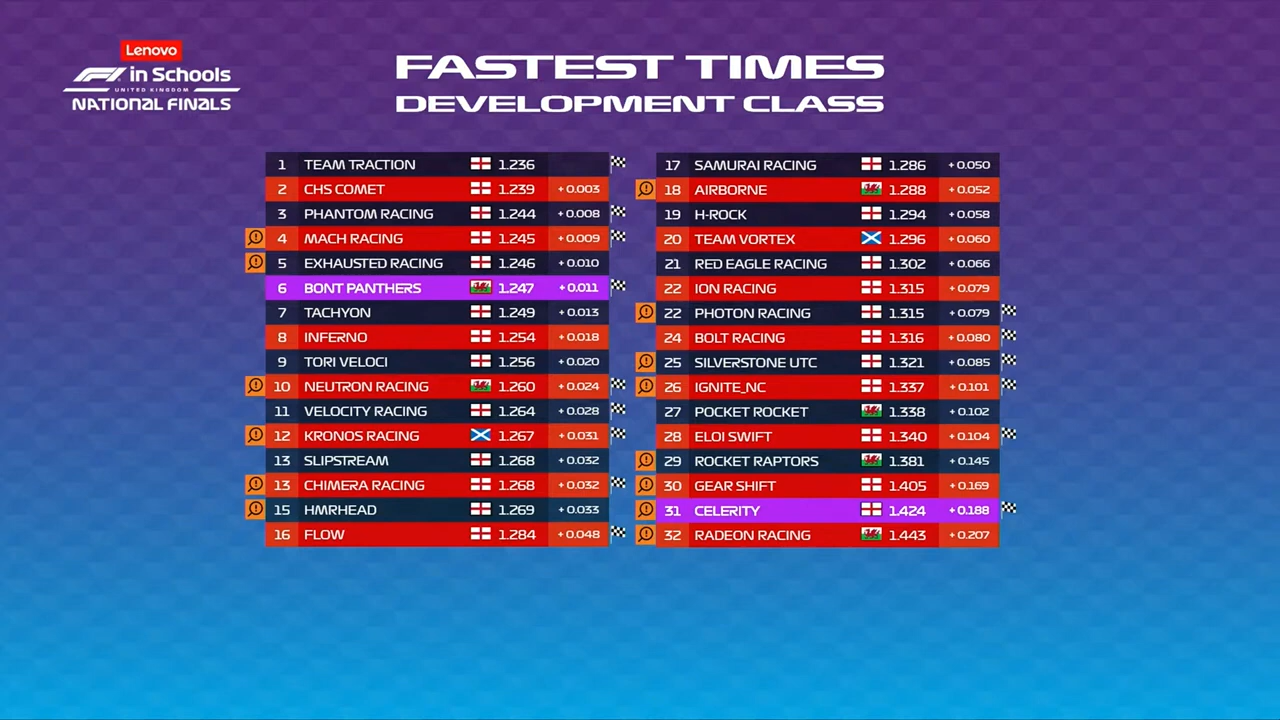 Lenovo
F1 in Schools
UNITED KINGDOM
NATIONAL FINALS
FASTEST TIMES
DEVELOPMENT CLASS
1 TEAM TRACTION 1.236
2 CHS COMET 1.239 +0.003
3 PHANTOM RACING 1.244 +0.008
4 MACH RACING 1.245 +0.009
5 EXHAUSTED RACING 1.246 +0.010
6 BONT PANTHERS 1.247 +0.011
7 TACHYON 1.249 +0.013
8 INFERNO 1.254 +0.018
9 TORI VELOCI 1.256 +0.020
10 NEUTRON RACING 1.260 +0.024
11 VELOCITY RACING 1.264 +0.028
12 KRONOS RACING 1.267 +0.031
13 SLIPSTREAM 1.268 +0.032
13 CHIMERA RACING 1.268 +0.032
15 HMRHEAD 1.269 +0.033
16 FLOW 1.284 +0.048
17 SAMURAI RACING 1.286 +0.050
18 AIRBORNE 1.288 +0.052
19 H-ROCK 1.294 +0.058
20 TEAM VORTEX 1.296 +0.060
21 RED EAGLE RACING 1.302 +0.066
22 ION RACING 1.315 +0.079
22 PHOTON RACING 1.315 +0.079
24 BOLT RACING 1.316 +0.080
25 SILVERSTONE UTC 1.321 +0.085
26 IGNITE_NC 1.337 +0.101
27 POCKET ROCKET 1.338 +0.102
28 ELOI SWIFT 1.340 +0.104
29 ROCKET RAPTORS 1.381 +0.145
30 GEAR SHIFT 1.405 +0.169
31 CELERITY 1.424 +0.188
32 RADEON RACING 1.443 +0.207